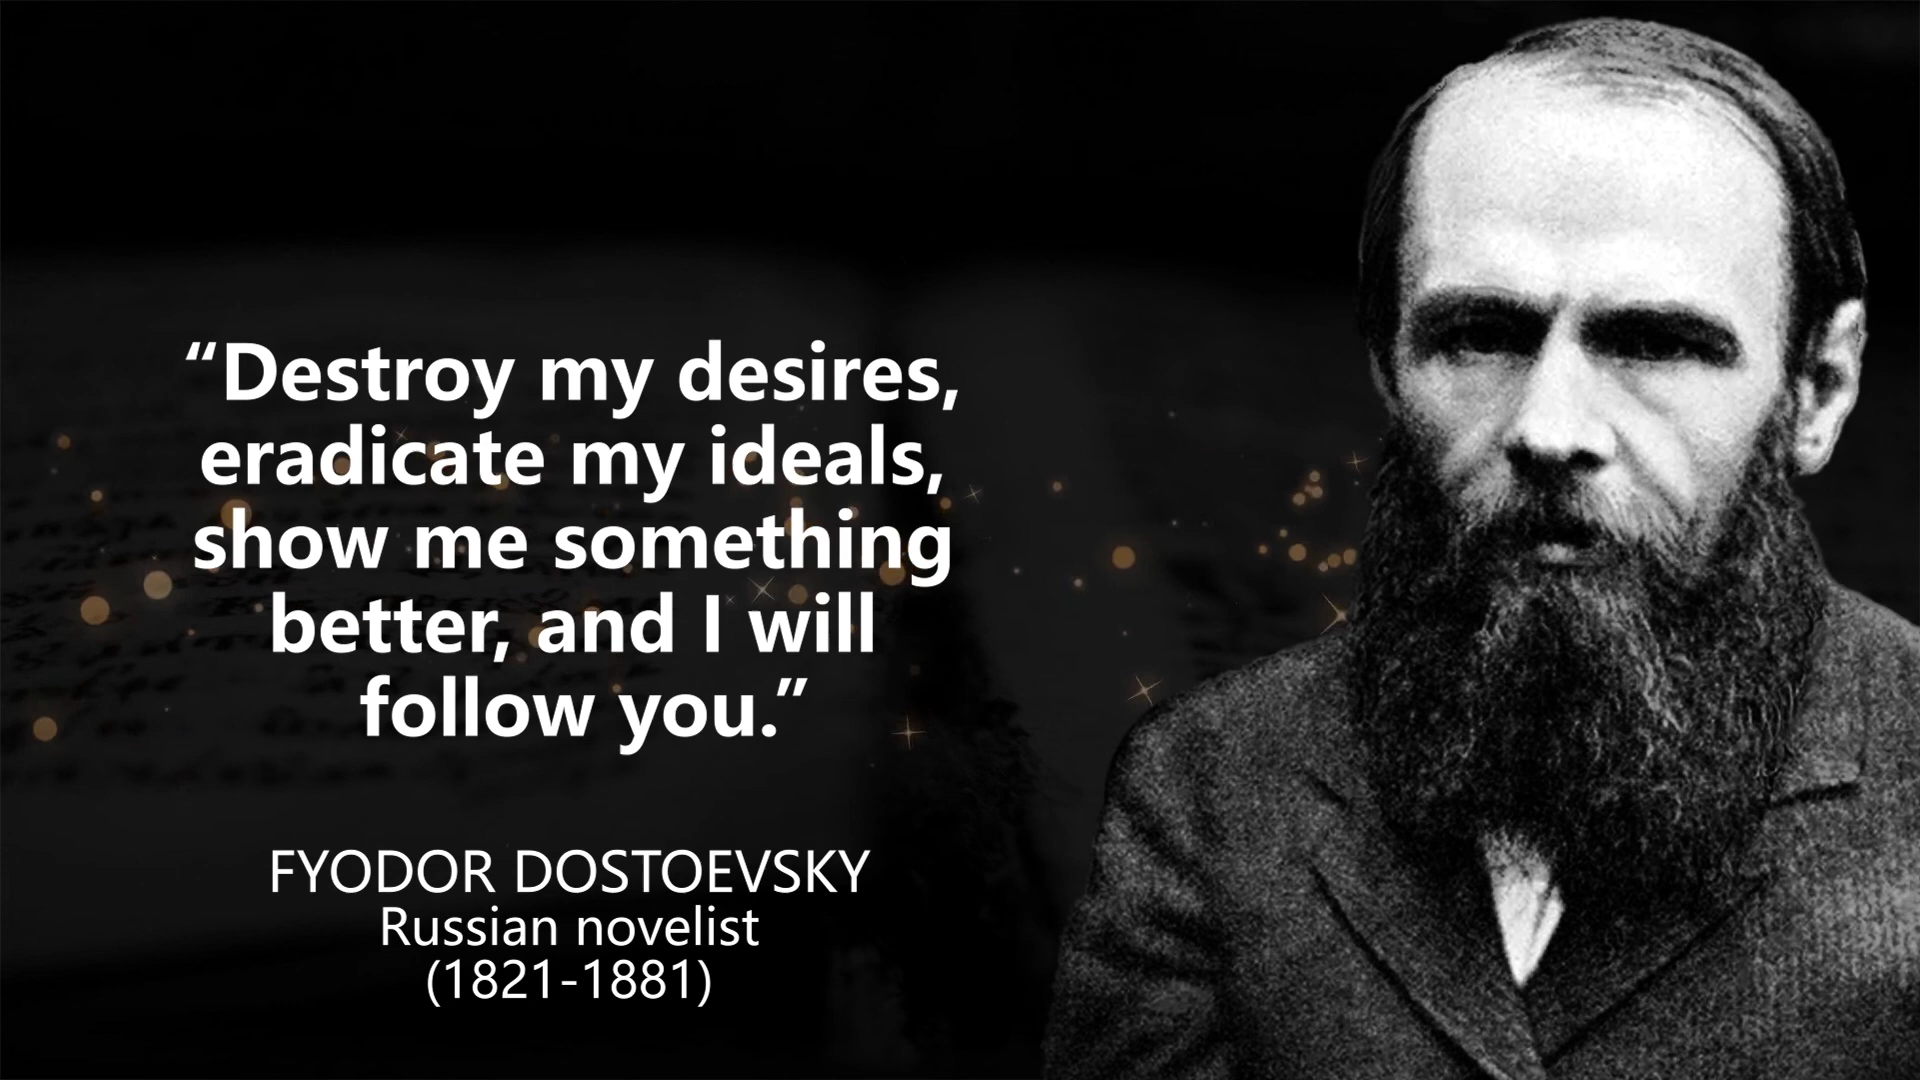 “Destroy my desires,
eradicate my ideals,
show me something
better, and I will
follow you.”
FYODOR DOSTOEVSKY
Russian novelist
(1821-1881)